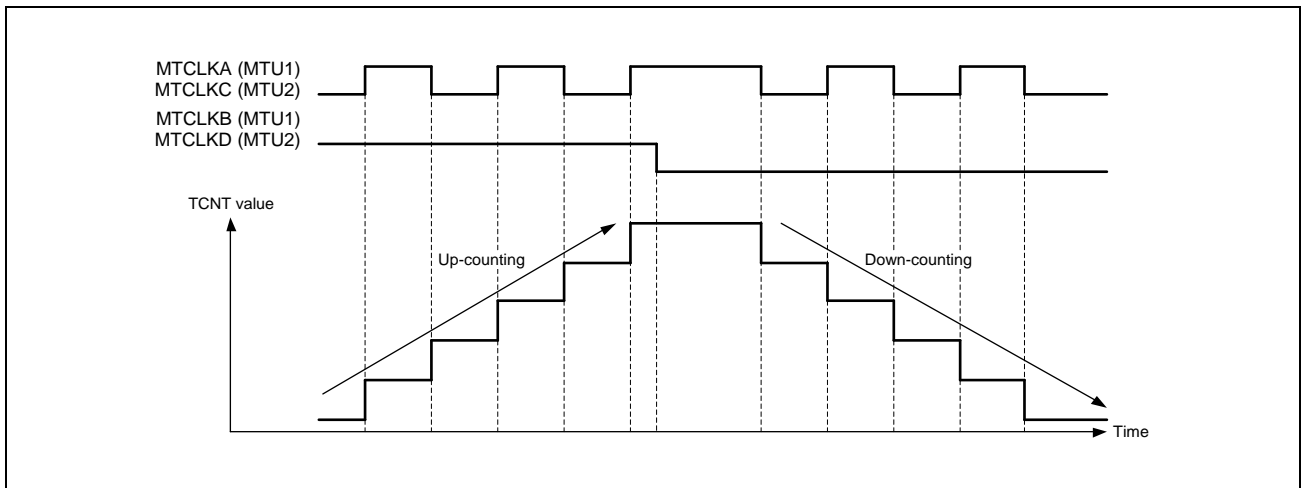 MTCLKA (MTU1)
MTCLKC (MTU2)
MTCLKB (MTU1)
MTCLKD (MTU2)
TCNT value
Up-counting
Down-counting
Time